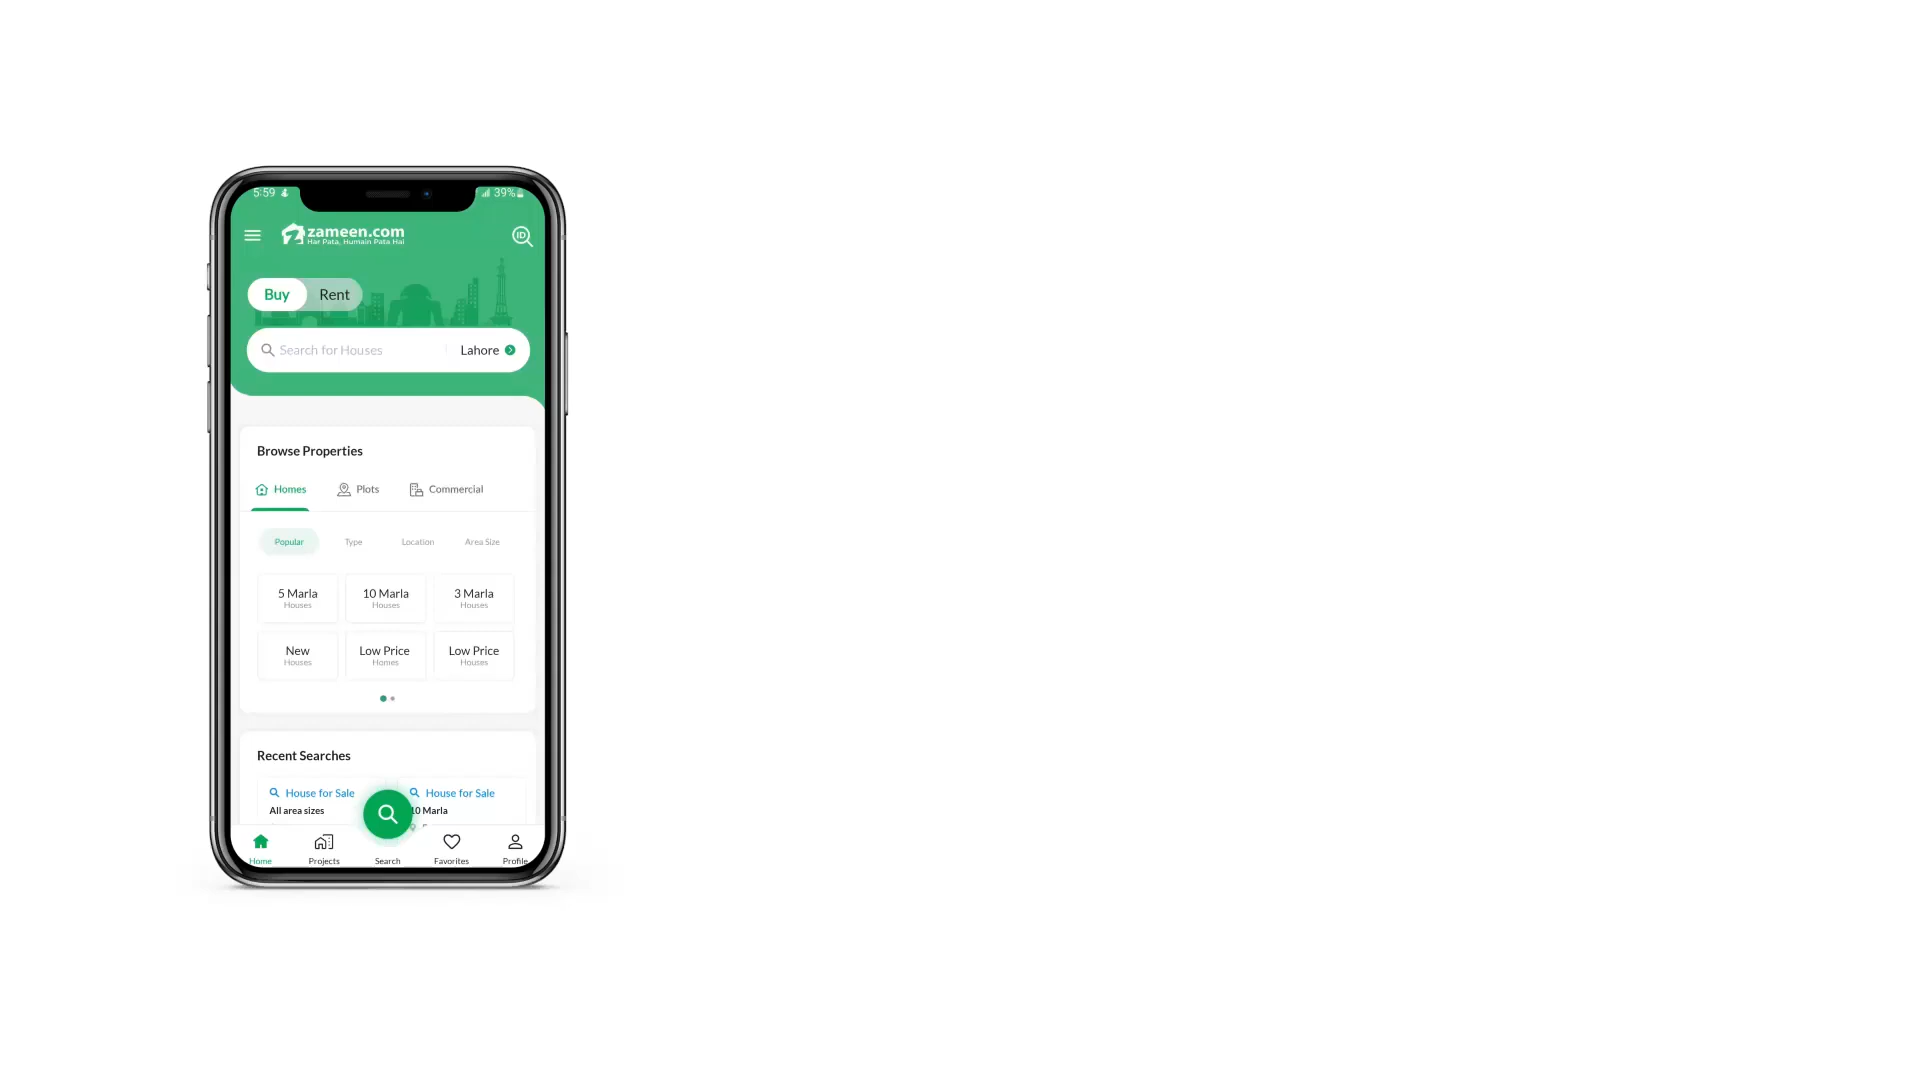 5:59
39%
zameen.com
Har Pata, Humain Pata Hai
ID
Buy
Rent
Search for Houses
Lahore
Browse Properties
Homes
Plots
Commercial
Popular
Type
Location
Area Size
5 Marla
Houses
10 Marla
Houses
3 Marla
Houses
New
Houses
Low Price
Homes
Low Price
Houses
Recent Searches
House for Sale
All area sizes
House for Sale
10 Marla
Home
Projects
Search
Favorites
Profile